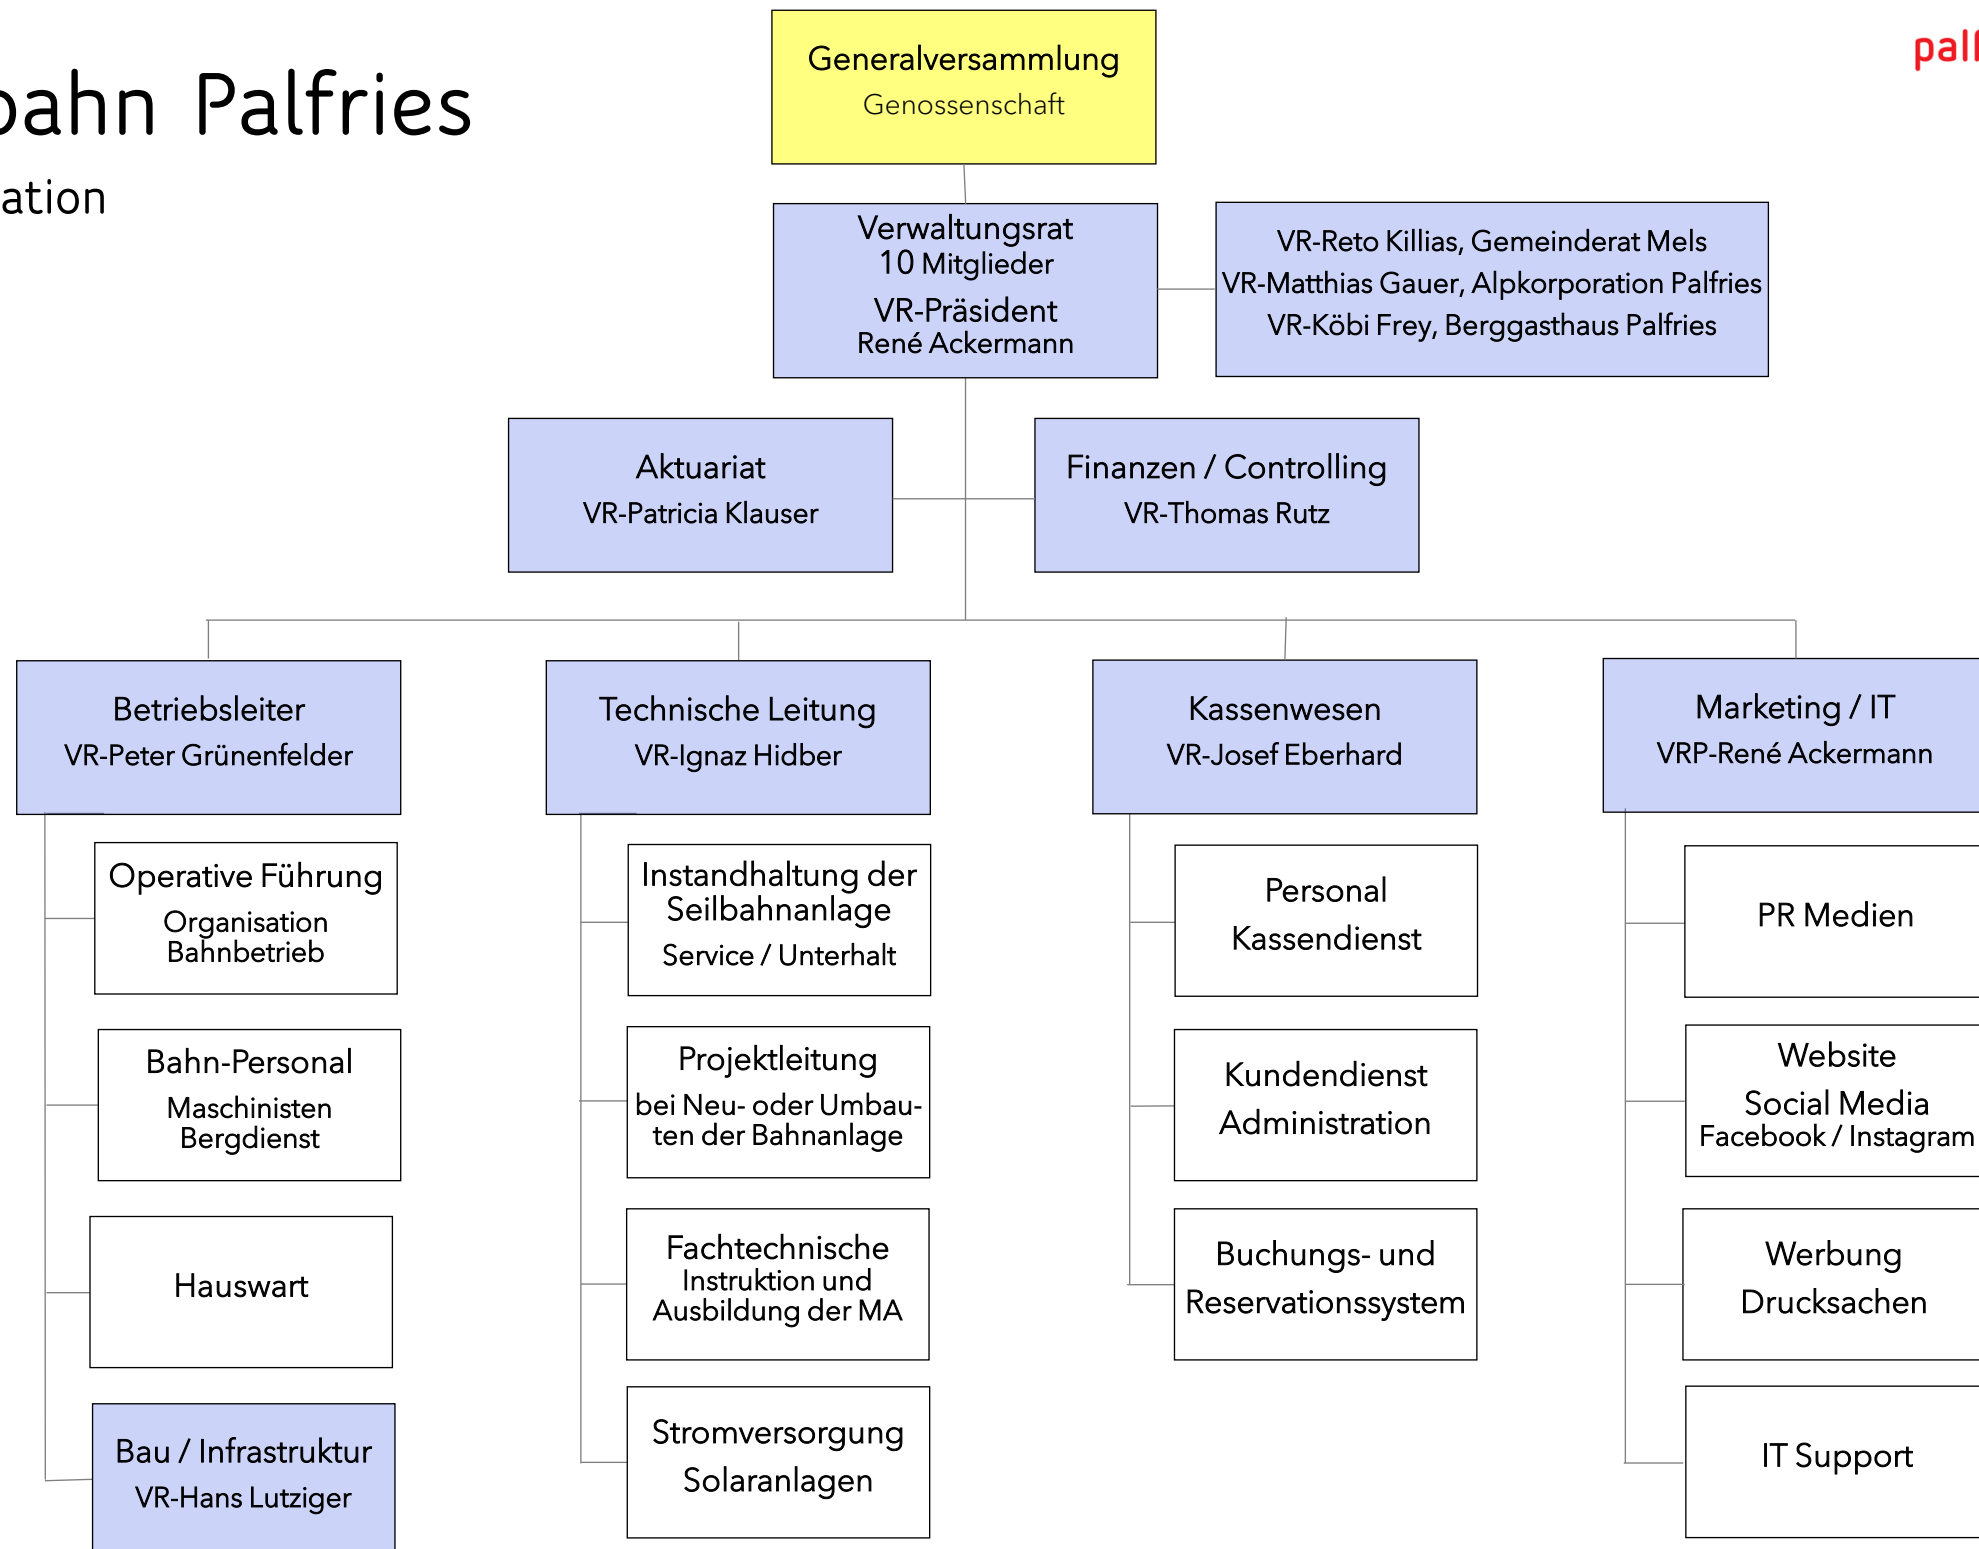 bahn Palfries
ation
palf
Generalversammlung
Genossenschaft
Verwaltungsrat
10 Mitglieder
VR-Präsident
René Ackermann
VR-Reto Killias, Gemeinderat Mels
VR-Matthias Gauer, Alpkorporation Palfries
VR-Köbi Frey, Berggasthaus Palfries
Aktuariat
VR-Patricia Klauser
Finanzen / Controlling
VR-Thomas Rutz
Betriebsleiter
VR-Peter Grünenfelder
Operative Führung
Organisation
Bahnbetrieb
Bahn-Personal
Maschinisten
Bergdienst
Hauswart
Bau / Infrastruktur
VR-Hans Lutziger
Technische Leitung
VR-Ignaz Hidber
Instandhaltung der
Seilbahnanlage
Service / Unterhalt
Projektleitung
bei Neu- oder Umbau-
ten der Bahnanlage
Fachtechnische
Instruktion und
Ausbildung der MA
Stromversorgung
Solaranlagen
Kassenwesen
VR-Josef Eberhard
Personal
Kassendienst
Kundendienst
Administration
Buchungs- und
Reservationssystem
Marketing / IT
VRP-René Ackermann
PR Medien
Website
Social Media
Facebook / Instagram
Werbung
Drucksachen
IT Support